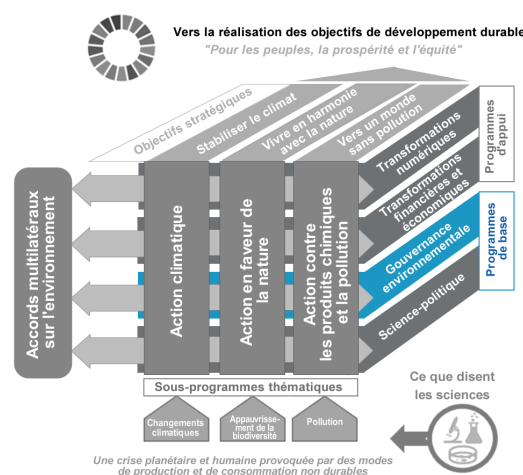 Vers la réalisation des objectifs de développement durable
"Pour les peuples, la prospérité et l'équité"
Objectifs stratégiques
Stabiliser le climat
Vivre en harmonie
avec la nature
Vers un monde
sans pollution
Transformations
numériques
Transformations
financières et
économiques
Gouvernance
environnementale
Science-politique
Programmes
d'appui
Programmes
de base
Accords multilatéraux
sur l'environnement
Action climatique
Action en faveur de
la nature
Action contre
les produits chimiques
et la pollution
Sous-programmes thématiques
Changements
climatiques
Appauvrisse-
ment de la
biodiversité
Pollution
Ce que disent
les sciences
Une crise planétaire et humaine provoquée par des modes
de production et de consommation non durables